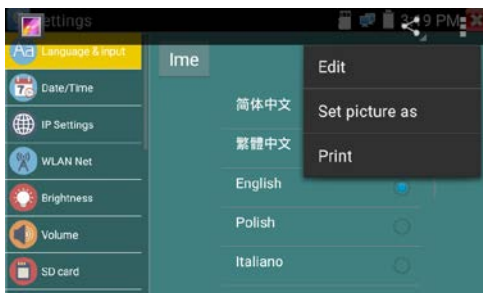 ettings
Aa Language & input
Ime
Date/Time
IP Settings
WLAN Net
Brightness
Volume
SD card
简体中文
繁體中文
English
Polish
Italiano
Edit
Set picture as
Print